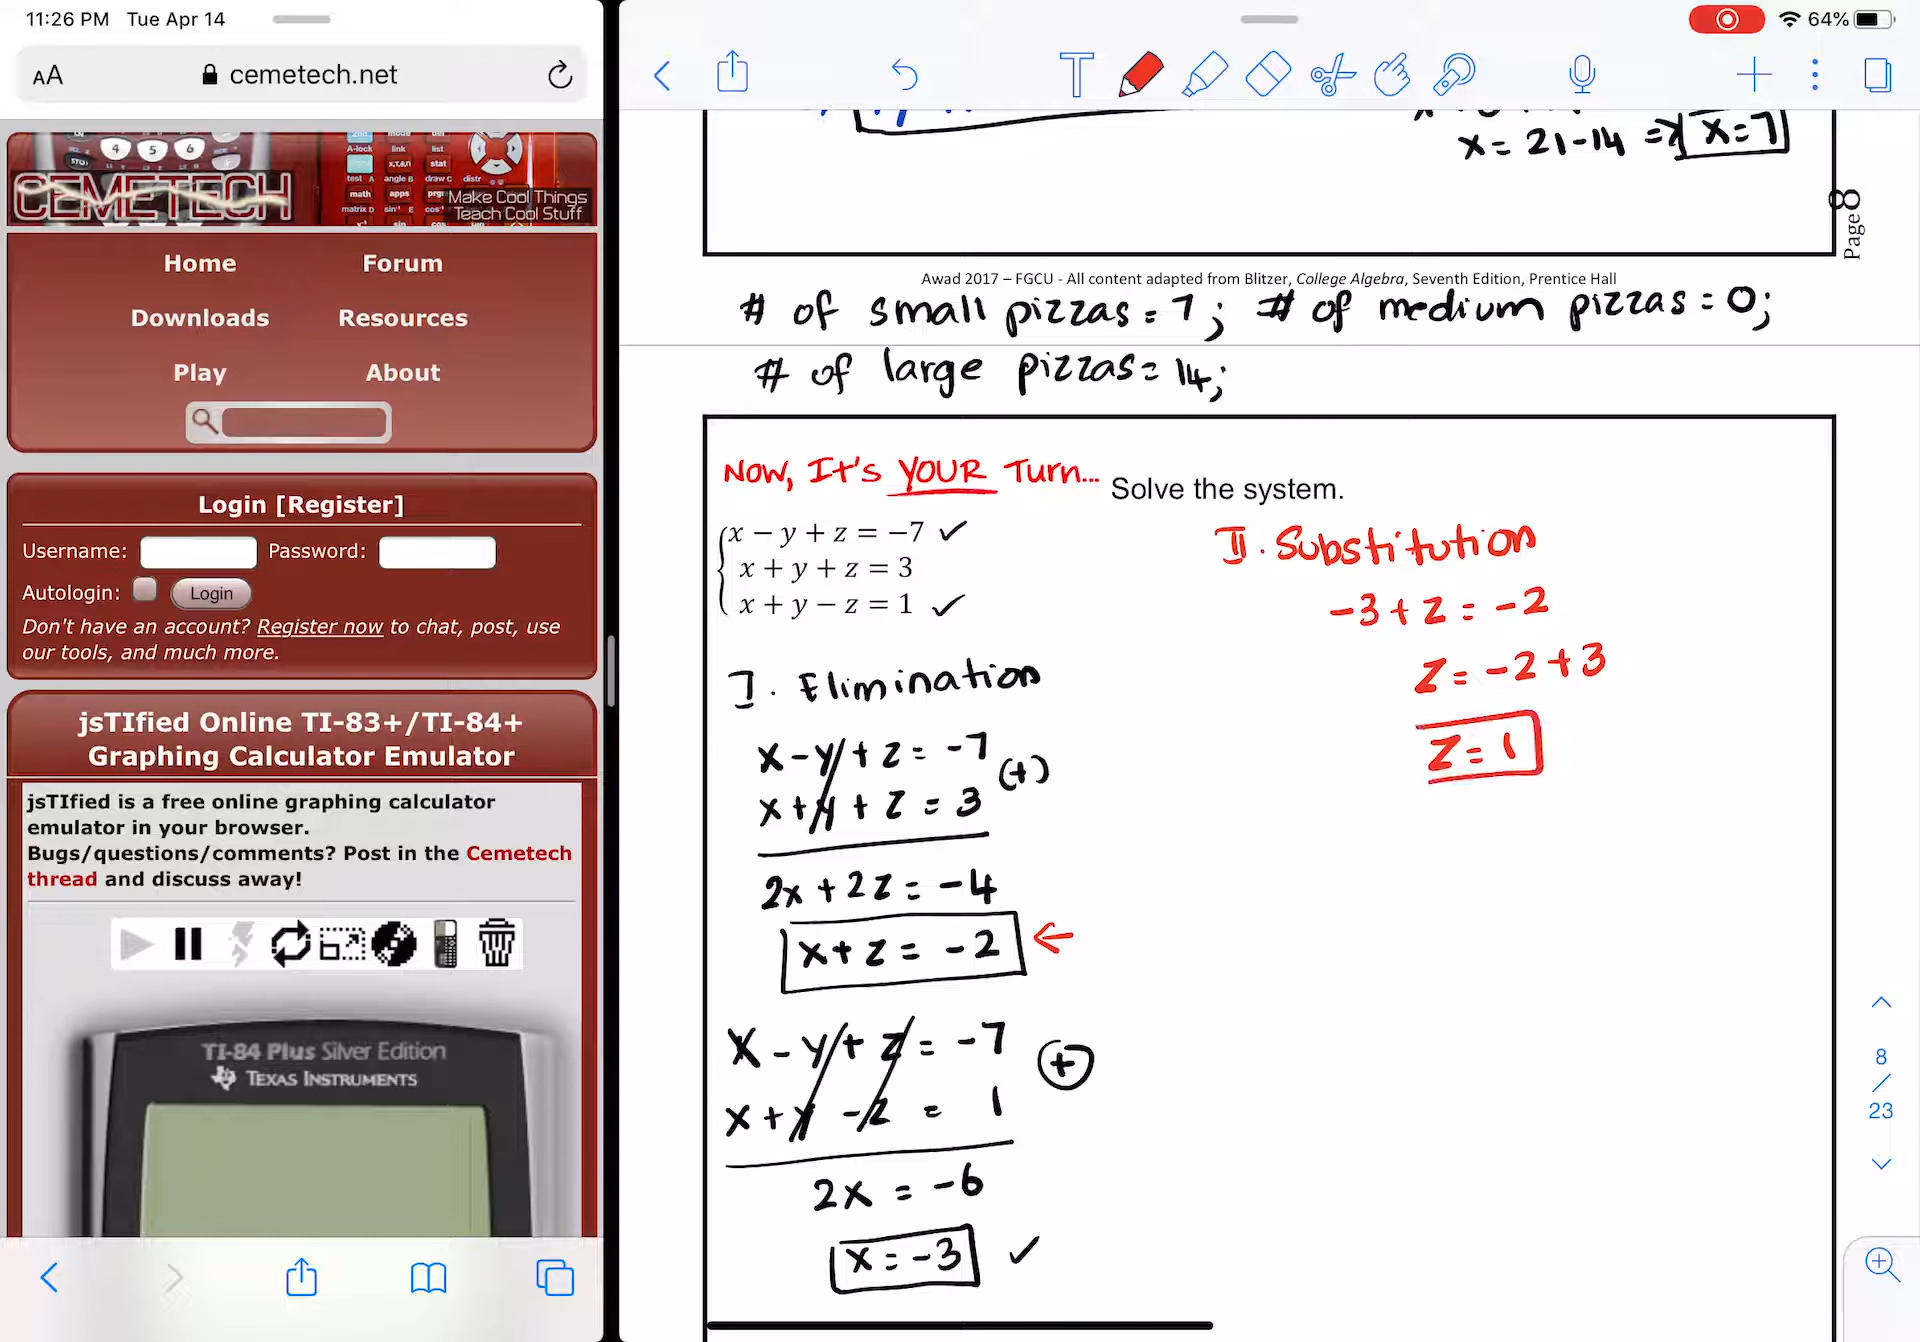 11:26 PM Tue Apr 14
64%
AA cemetech.net
4 5 6
CEMETECH
Make Cool Things
Teach Cool Stuff
Home Forum
Downloads Resources
Play About
Login [Register]
Username: Password:
Autologin: Login
Don't have an account? Register now to chat, post, use
our tools, and much more.
jsTIfied Online TI-83+/TI-84+
Graphing Calculator Emulator
jsTIfied is a free online graphing calculator
emulator in your browser.
Bugs/questions/comments? Post in the Cemetech
thread and discuss away!
TI-84 Plus Silver Edition
TEXAS INSTRUMENTS
x = 21-14 => x = 7
Page 8
Awad 2017 – FGCU - All content adapted from Blitzer, College Algebra, Seventh Edition, Prentice Hall
# of small pizzas = 7; # of medium pizzas = 0;
# of large pizzas = 14;
Now, It's YOUR Turn... Solve the system.
x − y + z = −7 ✓
x + y + z = 3
x + y − z = 1 ✓
I. Elimination
x - y + z = -7
x + y + z = 3 (+)
2x + 2z = -4
x + z = -2 ←
x - y + z = -7
x + y - z = 1 (+)
2x = -6
x = -3 ✓
II. Substitution
-3 + z = -2
z = -2 + 3
z = 1
8
/
23